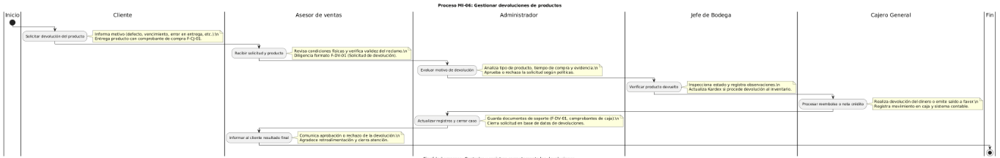 Proceso MI-06: Gestionar devoluciones de productos
Inicio
Cliente
Asesor de ventas
Administrador
Jefe de Bodega
Cajero General
Fin
Solicitar devolución del producto
Informa motivo (defecto, vencimiento, error en entrega, etc.).\n
Entrega producto con comprobante de compra F-CJ-01.
Recibir solicitud y producto
Revisa condiciones físicas y verifica validez del reclamo.\n
Diligencia formato F-DV-01 (Solicitud de devolución).
Evaluar motivo de devolución
Analiza tipo de producto, tiempo de compra y evidencia.\n
Aprueba o rechaza la solicitud según políticas.
Verificar producto devuelto
Inspecciona estado y registra observaciones.\n
Actualiza Kardex si procede devolución al inventario.
Procesar reembolso o nota crédito
Realiza devolución del dinero o emite saldo a favor.\n
Registra movimiento en caja y sistema contable.
Actualizar registros y cerrar caso
Guarda documentos de soporte (F-DV-01, comprobantes de caja).\n
Cierra solicitud en base de datos de devoluciones.
Informar al cliente resultado final
Comunica aprobación o rechazo de la devolución.\n
Agradece retroalimentación y cierra atención.